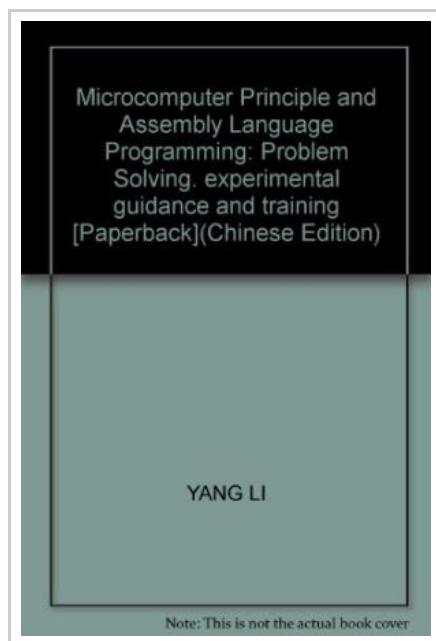 Microcomputer Principle and
Assembly Language
Programming: Problem
Solving. experimental
guidance and training
[Paperback](Chinese Edition)
YANG LI
Note: This is not the actual book cover